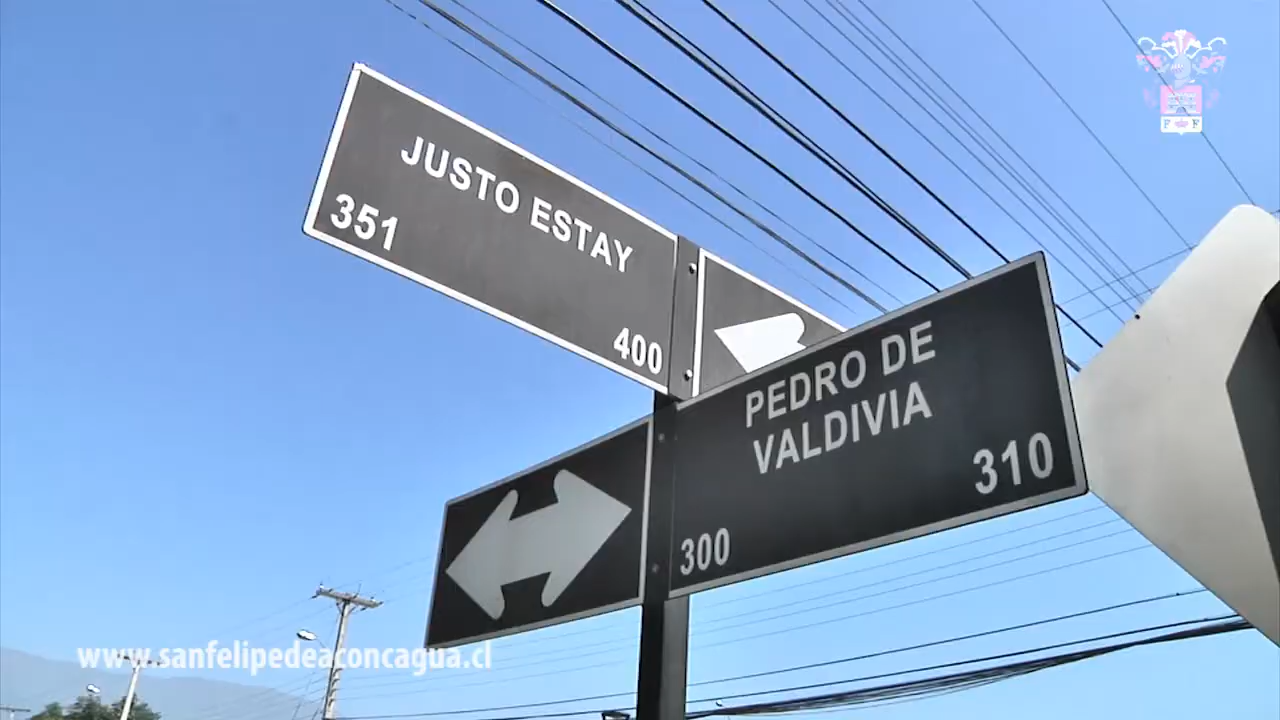 JUSTO ESTAY
351
400
PEDRO DE
VALDIVIA
300
310
F F
www.sanfelipedeaconcagua.cl